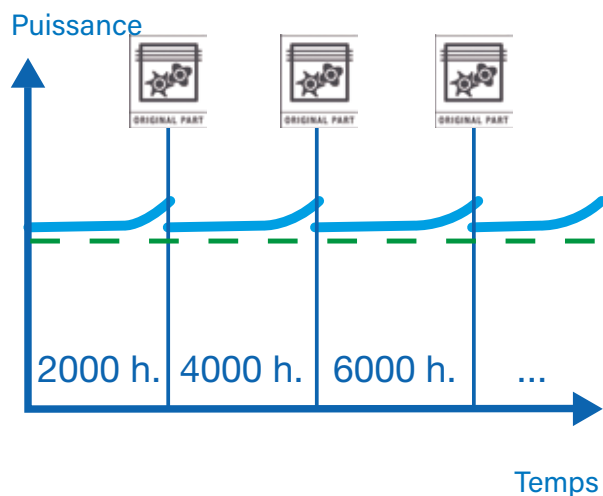 Puissance
ORIGINAL PART
ORIGINAL PART
ORIGINAL PART
2000 h.
4000 h.
6000 h.
...
Temps